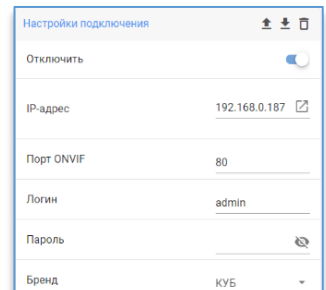 Настройки подключения
Отключить
IP-адрес 192.168.0.187
Порт ONVIF 80
Логин admin
Пароль
Бренд КУБ